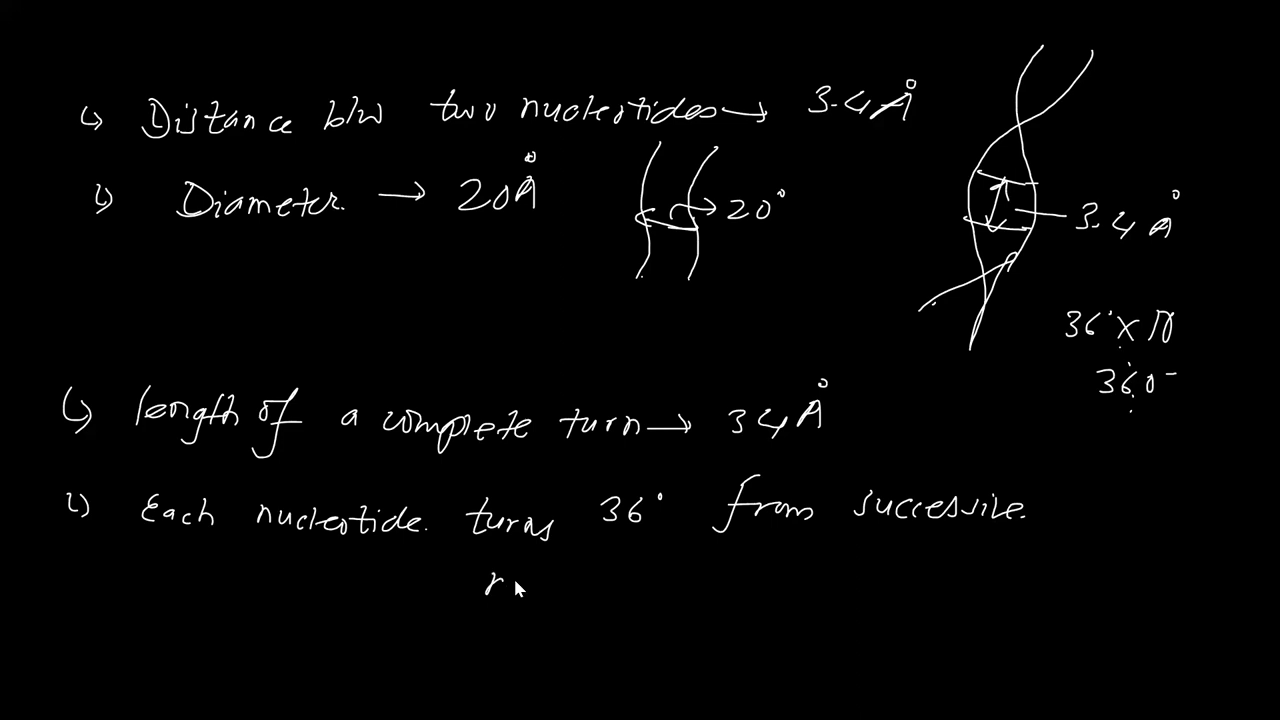 ↳ Distance b/w two nucleotides → 3.4 Å
↳ Diameter. → 20 Å
20°
3.4 Å
36° × 10
360°
↳ length of a complete turn → 34 Å
↳ Each nucleotide. turns 36° from successive.
r